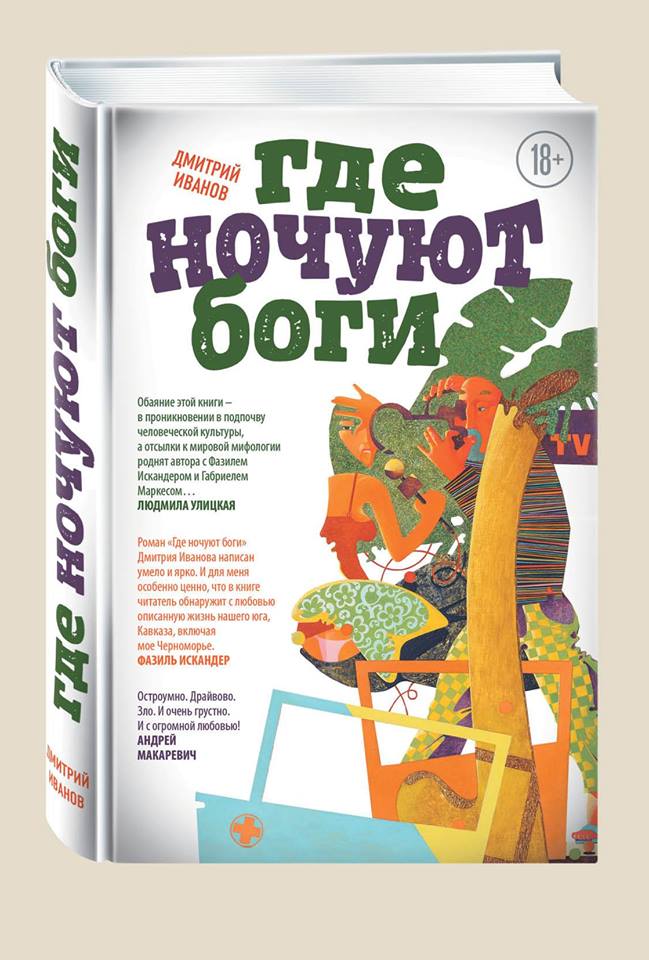 ДМИТРИЙ
ИВАНОВ
где
ночуют
боги
18+
Обаяние этой книги –
в проникновении в подпочву
человеческой культуры,
а отсылки к мировой мифологии
роднят автора с Фазилем
Искандером и Габриелем
Маркесом…
ЛЮДМИЛА УЛИЦКАЯ
Роман «Где ночуют боги»
Дмитрия Иванова написан
умело и ярко. И для меня
особенно ценно, что в книге
читатель обнаружит с любовью
описанную жизнь нашего юга,
Кавказа, включая
мое Черноморье.
ФАЗИЛЬ ИСКАНДЕР
Остроумно. Драйвово.
Зло. И очень грустно.
И с огромной любовью!
АНДРЕЙ
МАКАРЕВИЧ
TV
где ночуют боги
ДМИТРИЙ
ИВАНОВ